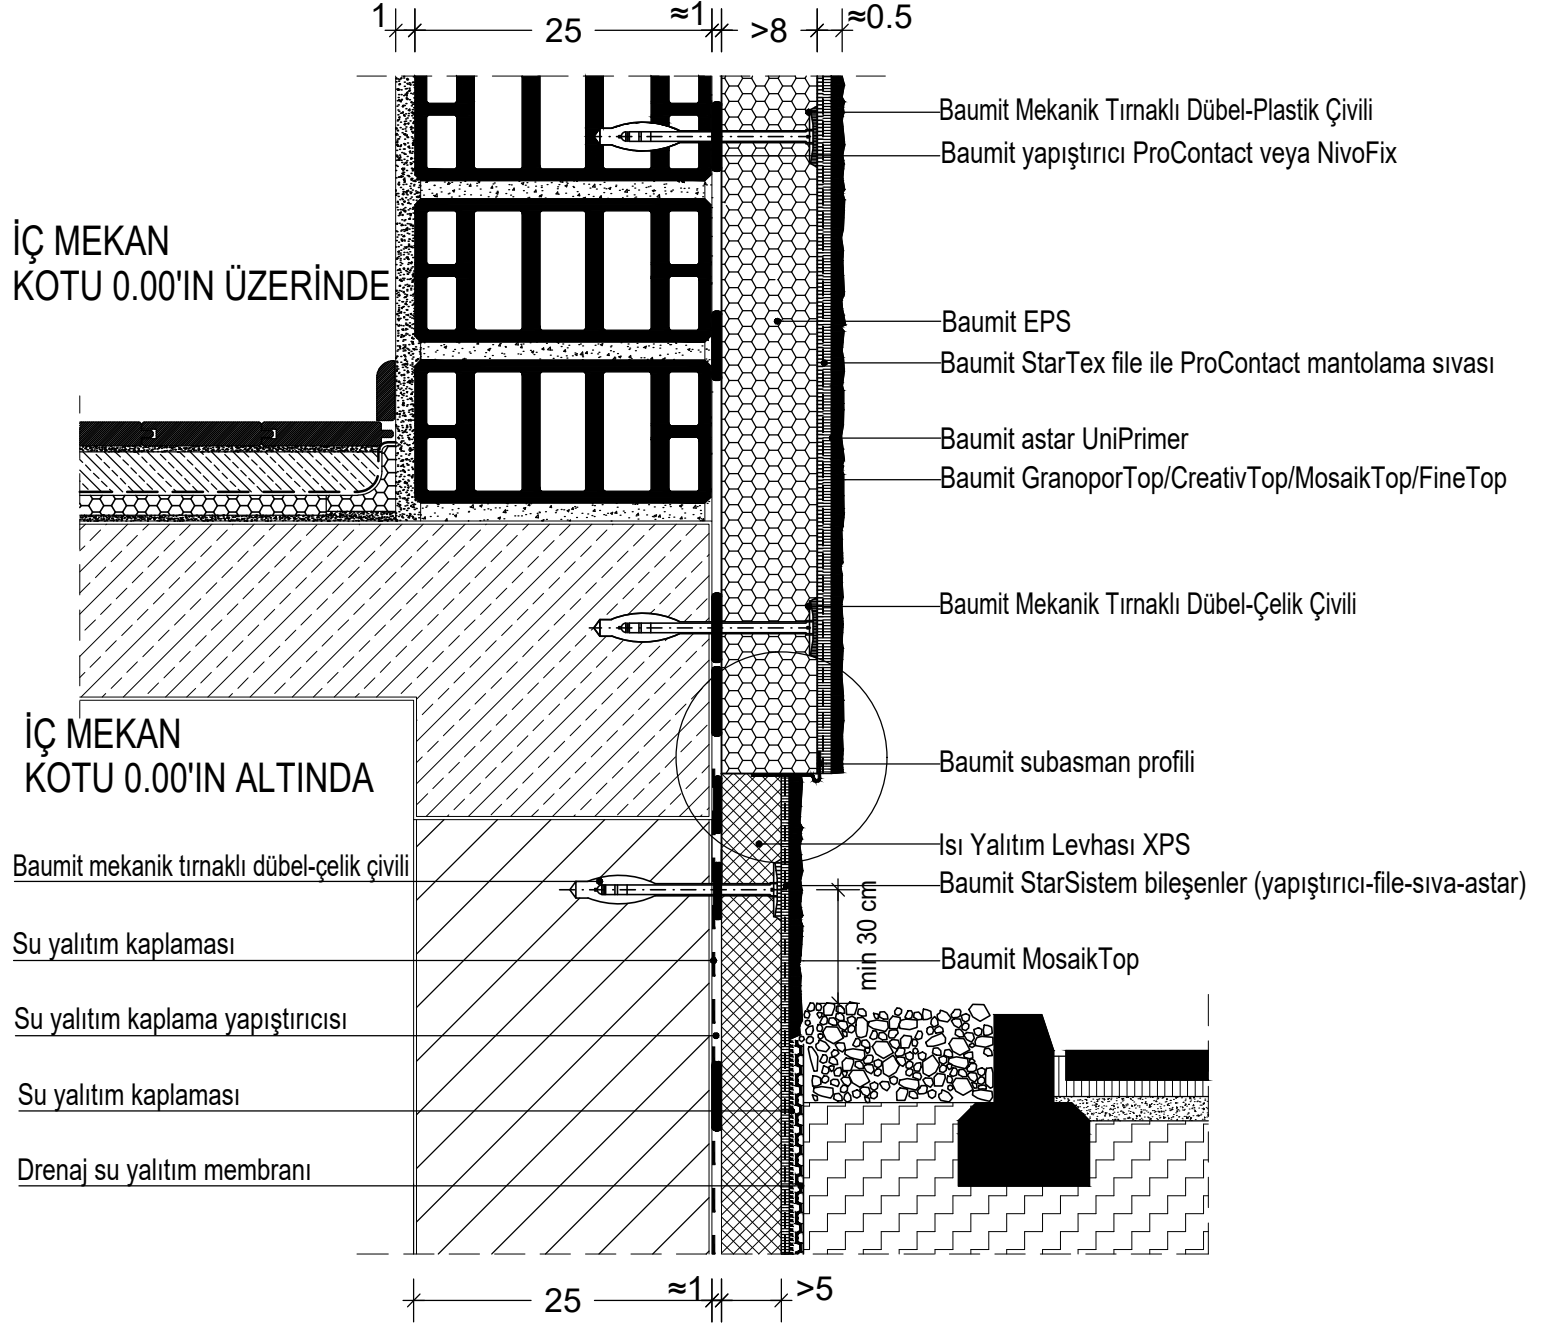 1
25
≈1
>8
≈0.5
Baumit Mekanik Tırnaklı Dübel-Plastik Çivili
Baumit yapıştırıcı ProContact veya NivoFix
İÇ MEKAN
KOTU 0.00'IN ÜZERİNDE
Baumit EPS
Baumit StarTex file ile ProContact mantolama sıvası
Baumit astar UniPrimer
Baumit GranoporTop/CreativTop/MosaikTop/FineTop
Baumit Mekanik Tırnaklı Dübel-Çelik Çivili
İÇ MEKAN
KOTU 0.00'IN ALTINDA
Baumit subasman profili
Isı Yalıtım Levhası XPS
Baumit mekanik tırnaklı dübel-çelik çivili
Baumit StarSistem bileşenler (yapıştırıcı-file-sıva-astar)
min 30 cm
Su yalıtım kaplaması
Baumit MosaikTop
Su yalıtım kaplama yapıştırıcısı
Su yalıtım kaplaması
Drenaj su yalıtım membranı
25
≈1
>5